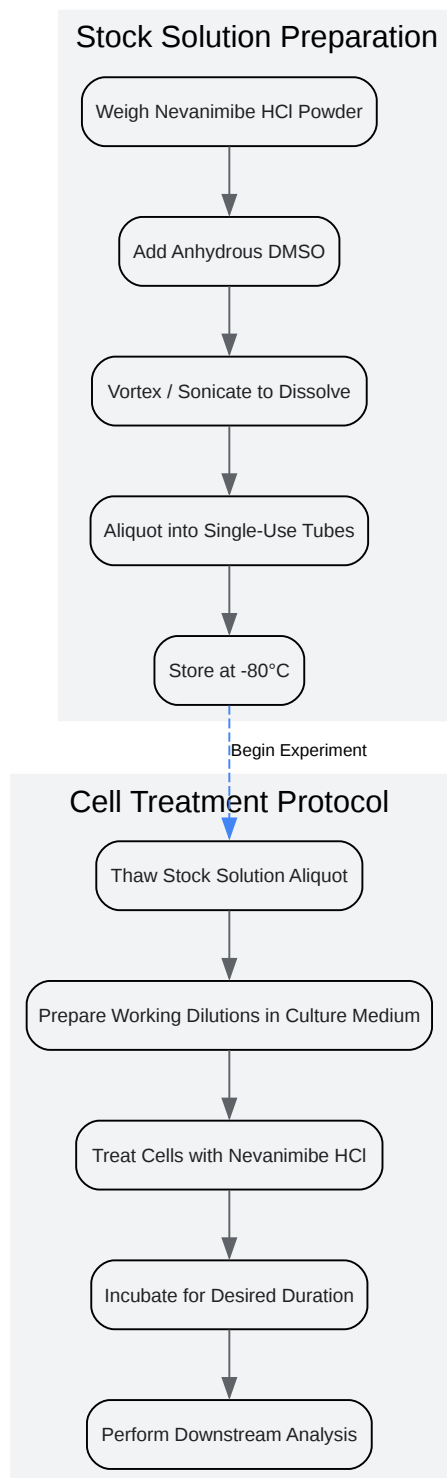 Stock Solution Preparation
Weigh Nevanimibe HCl Powder
Add Anhydrous DMSO
Vortex / Sonicate to Dissolve
Aliquot into Single-Use Tubes
Store at -80°C
Begin Experiment
Cell Treatment Protocol
Thaw Stock Solution Aliquot
Prepare Working Dilutions in Culture Medium
Treat Cells with Nevanimibe HCl
Incubate for Desired Duration
Perform Downstream Analysis